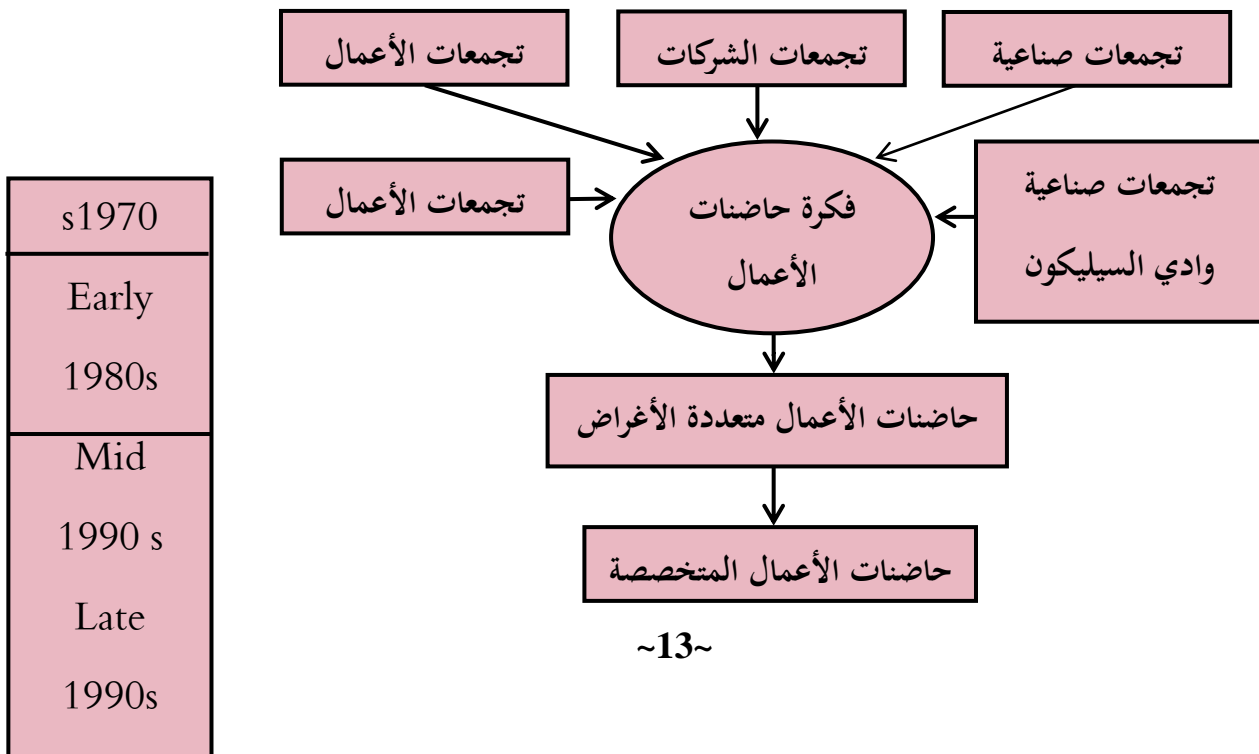 تجمعات صناعية
تجمعات الشركات
تجمعات الأعمال
تجمعات صناعية
وادي السيليكون
فكرة حاضنات
الأعمال
تجمعات الأعمال
حاضنات الأعمال متعددة الأغراض
حاضنات الأعمال المتخصصة
s1970
Early
1980s
Mid
1990 s
Late
1990s
~13~